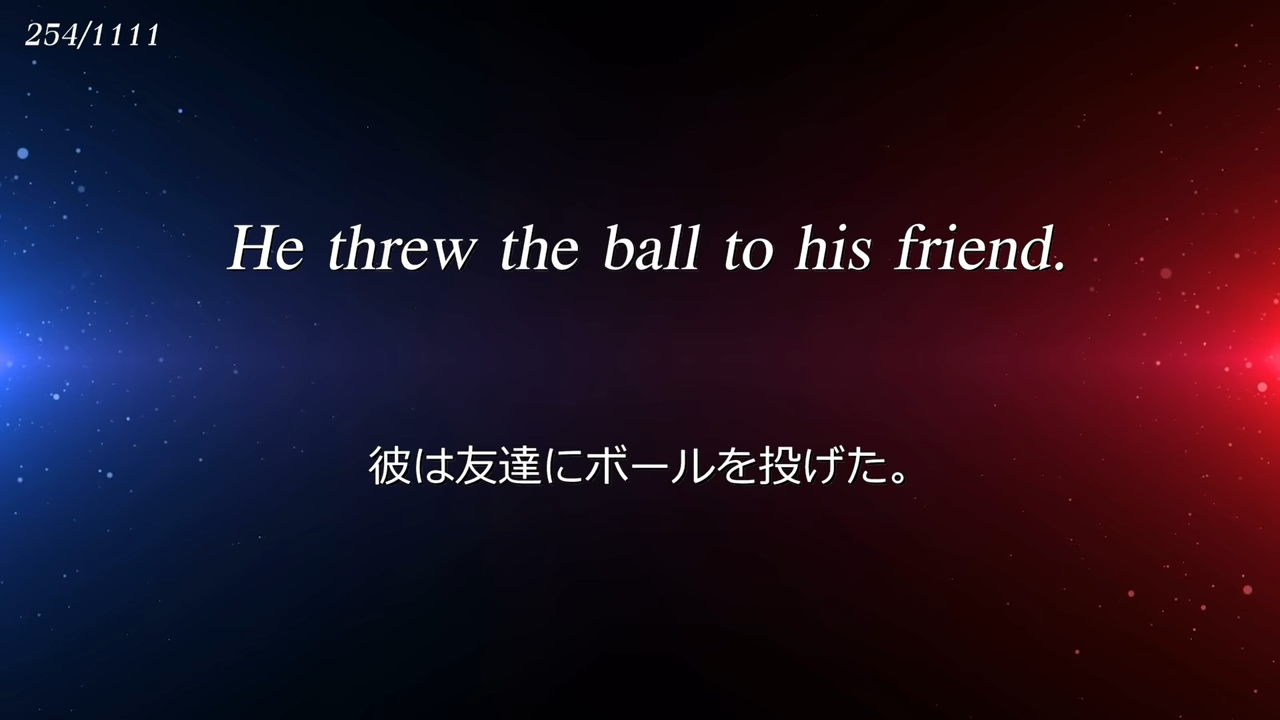 254/1111
He threw the ball to his friend.
彼は友達にボールを投げた。